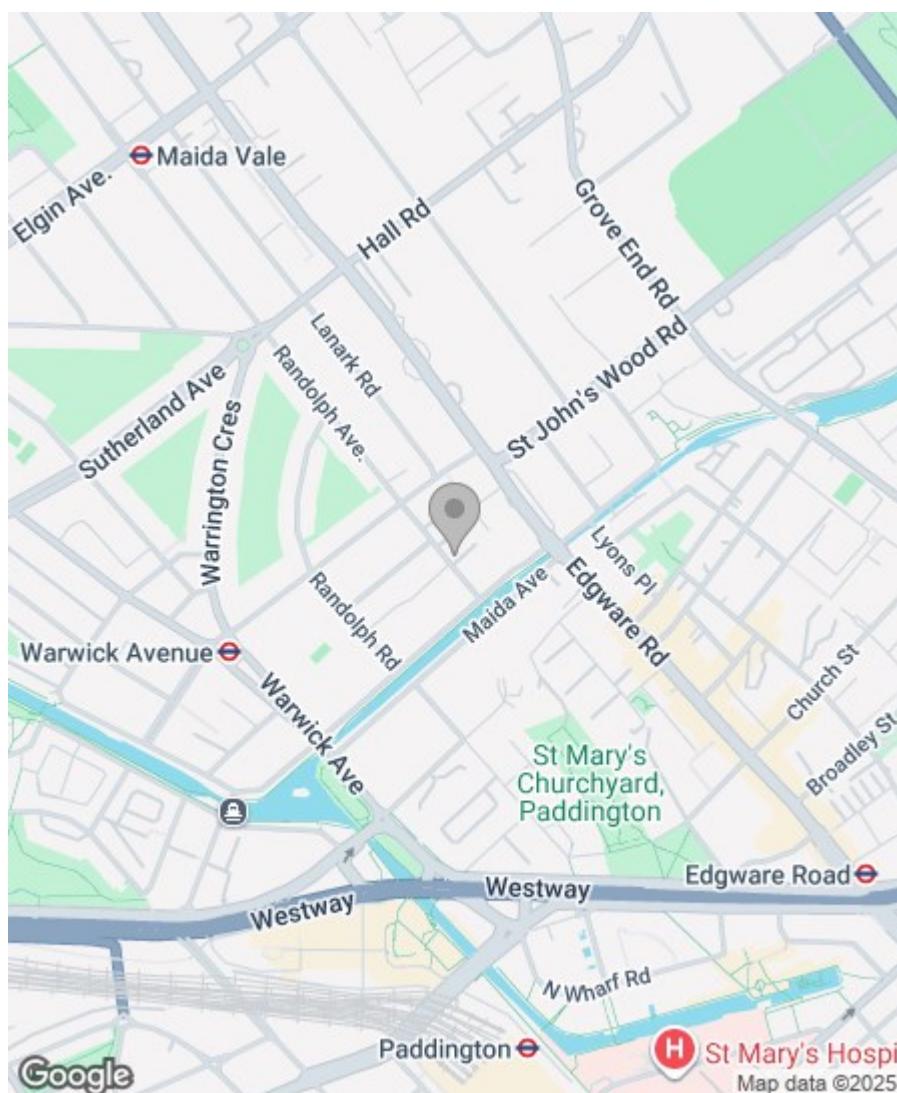 Maida Vale
Elgin Ave.
Hall Rd
Grove End Rd
Lanark Rd
Randolph Ave.
St John's Wood Rd
Sutherland Ave
Warrington Cres
Lyons Pl
Maida Ave
Edgware Rd
Randolph Rd
Warwick Avenue
Church St
Warwick Ave
Broadley St
St Mary's
Churchyard,
Paddington
Edgware Road
Westway
Westway
N Wharf Rd
Paddington
H
St Mary's Hospi
Google
Map data ©2025